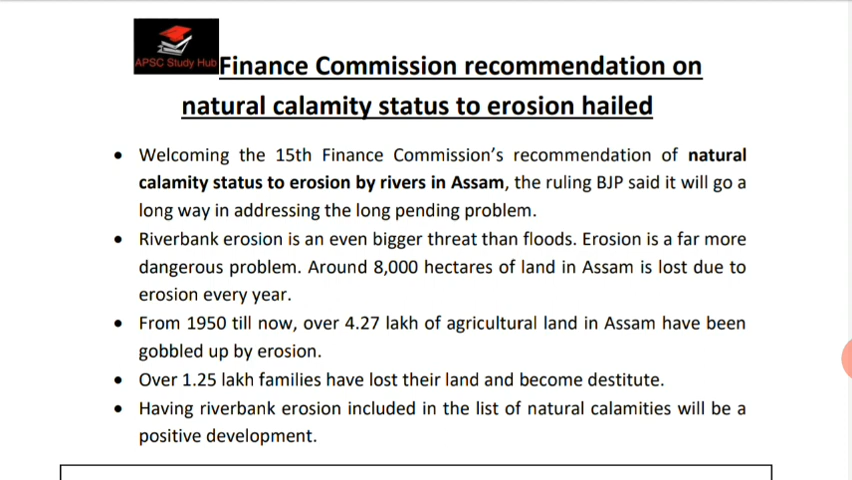 APSC Study Hub
Finance Commission recommendation on
natural calamity status to erosion hailed
• Welcoming the 15th Finance Commission’s recommendation of natural
calamity status to erosion by rivers in Assam, the ruling BJP said it will go a
long way in addressing the long pending problem.
• Riverbank erosion is an even bigger threat than floods. Erosion is a far more
dangerous problem. Around 8,000 hectares of land in Assam is lost due to
erosion every year.
• From 1950 till now, over 4.27 lakh of agricultural land in Assam have been
gobbled up by erosion.
• Over 1.25 lakh families have lost their land and become destitute.
• Having riverbank erosion included in the list of natural calamities will be a
positive development.